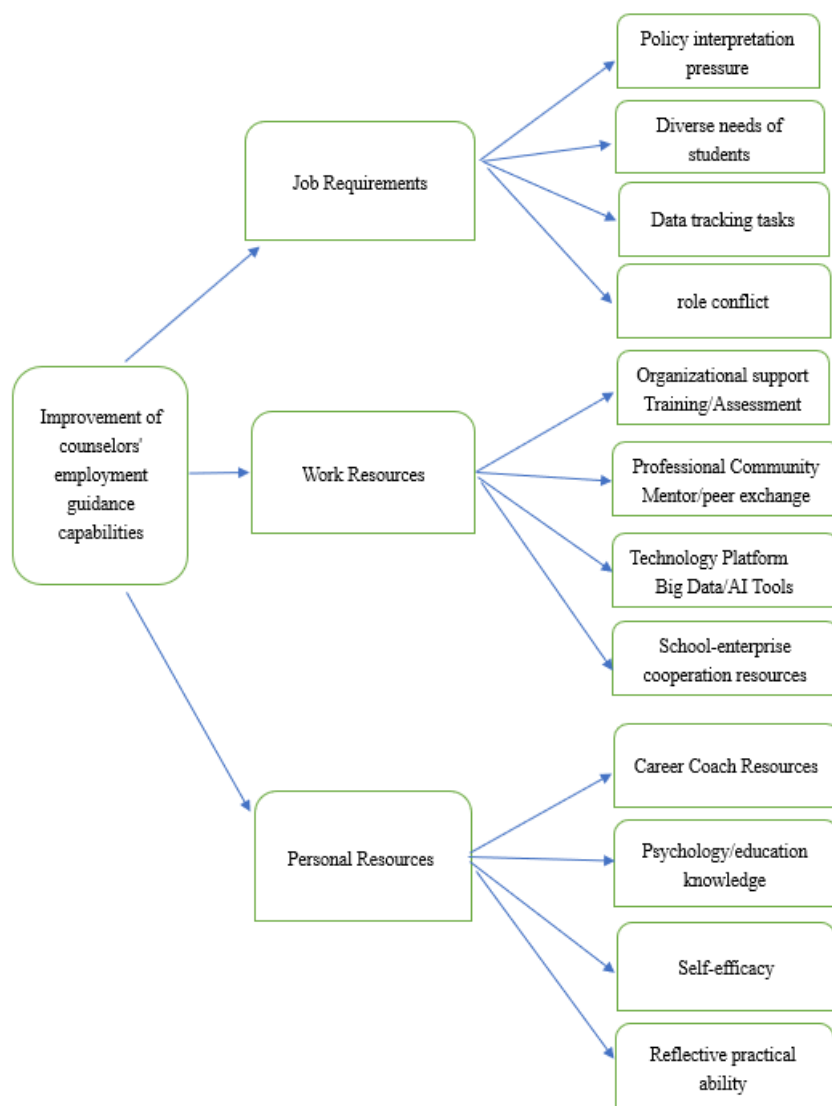 Policy interpretation
pressure
Diverse needs of
students
Job Requirements
Data tracking tasks
role conflict
Organizational support
Training/Assessment
Improvement of
counselors'
employment
guidance
capabilities
Work Resources
Professional Community
Mentor/peer exchange
Technology Platform
Big Data/AI Tools
School-enterprise
cooperation resources
Career Coach Resources
Personal Resources
Psychology/education
knowledge
Self-efficacy
Reflective practical
ability